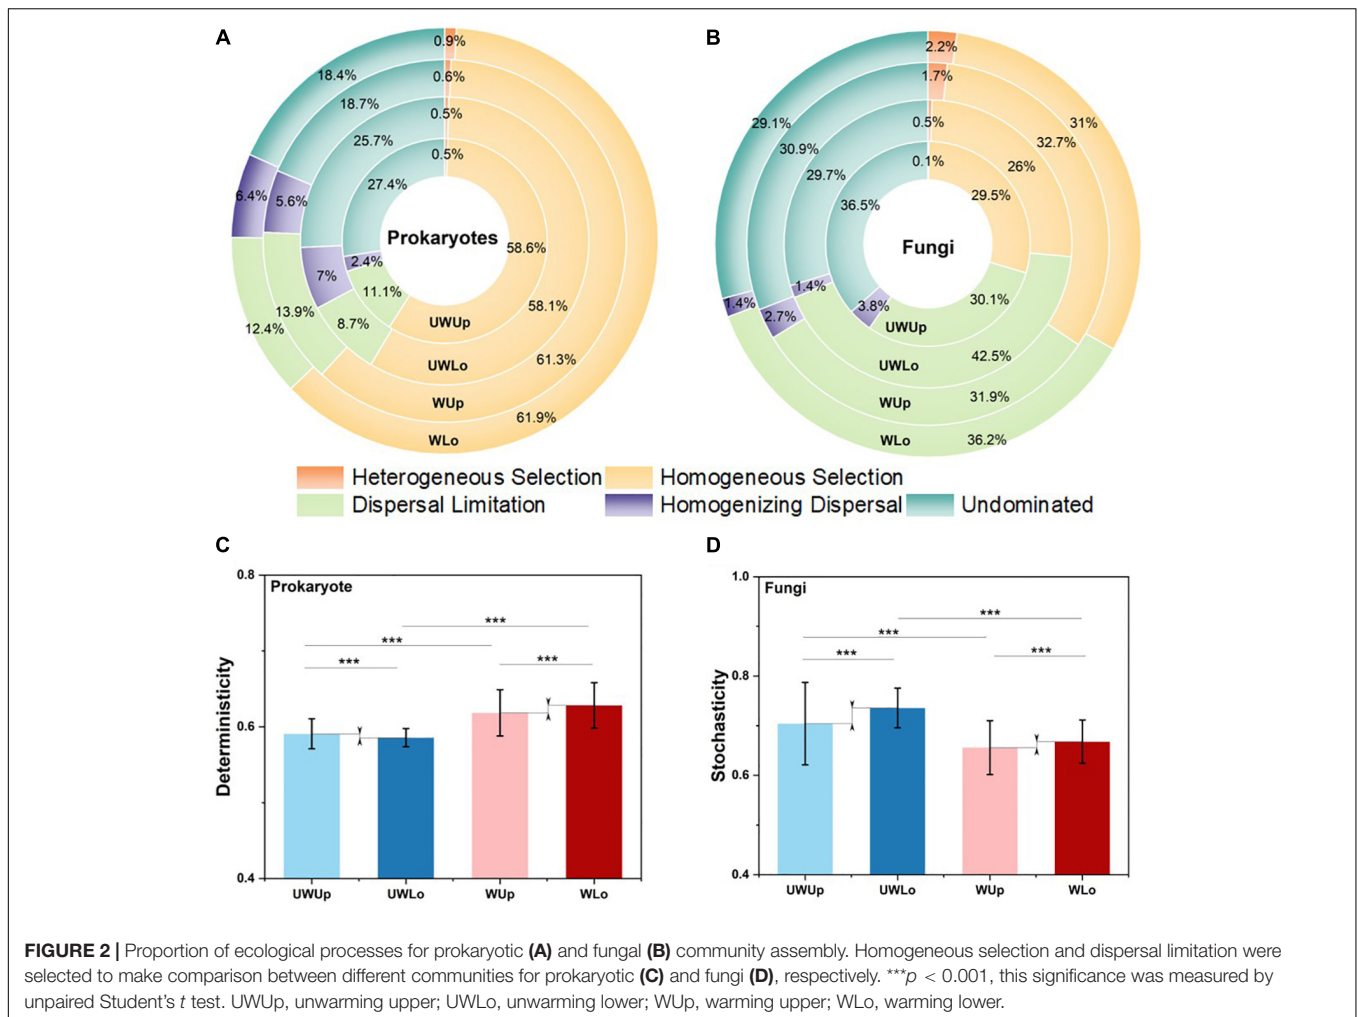 A
0.9%
18.4%
0.6%
18.7%
0.5%
25.7%
0.5%
27.4%
6.4%
5.6%
Prokaryotes
58.6%
2.4%
7%
11.1%
58.1%
13.9%
8.7%
UWUp
12.4%
61.3%
UWLo
WUp
61.9%
WLo
B
2.2%
1.7%
29.1%
0.5%
31%
30.9%
32.7%
0.1%
26%
29.7%
29.5%
36.5%
Fungi
1.4%
30.1%
1.4%
3.8%
2.7%
UWUp
42.5%
UWLo
31.9%
WUp
36.2%
WLo
Heterogeneous Selection Homogeneous Selection
Dispersal Limitation Homogenizing Dispersal Undominated
C
0.8
Prokaryote
***
***
***
***
Deterministicity
0.6
0.4
UWUp UWLo WUp WLo
D
1.0
Fungi
***
***
***
***
0.8
Stochasticity
0.6
0.4
UWUp UWLo WUp WLo
FIGURE 2 | Proportion of ecological processes for prokaryotic (A) and fungal (B) community assembly. Homogeneous selection and dispersal limitation were
selected to make comparison between different communities for prokaryotic (C) and fungi (D), respectively. ***p < 0.001, this significance was measured by
unpaired Student's t test. UWUp, unwarming upper; UWLo, unwarming lower; WUp, warming upper; WLo, warming lower.